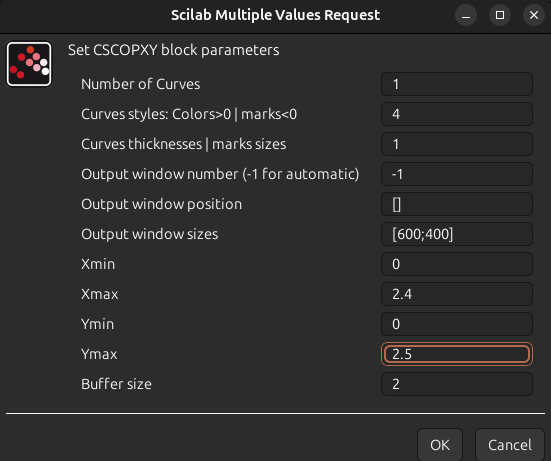 Scilab Multiple Values Request
Set CSCOPXY block parameters
Number of Curves 1
Curves styles: Colors>0 | marks<0 4
Curves thicknesses | marks sizes 1
Output window number (-1 for automatic) -1
Output window position []
Output window sizes [600;400]
Xmin 0
Xmax 2.4
Ymin 0
Ymax 2.5
Buffer size 2
OK Cancel